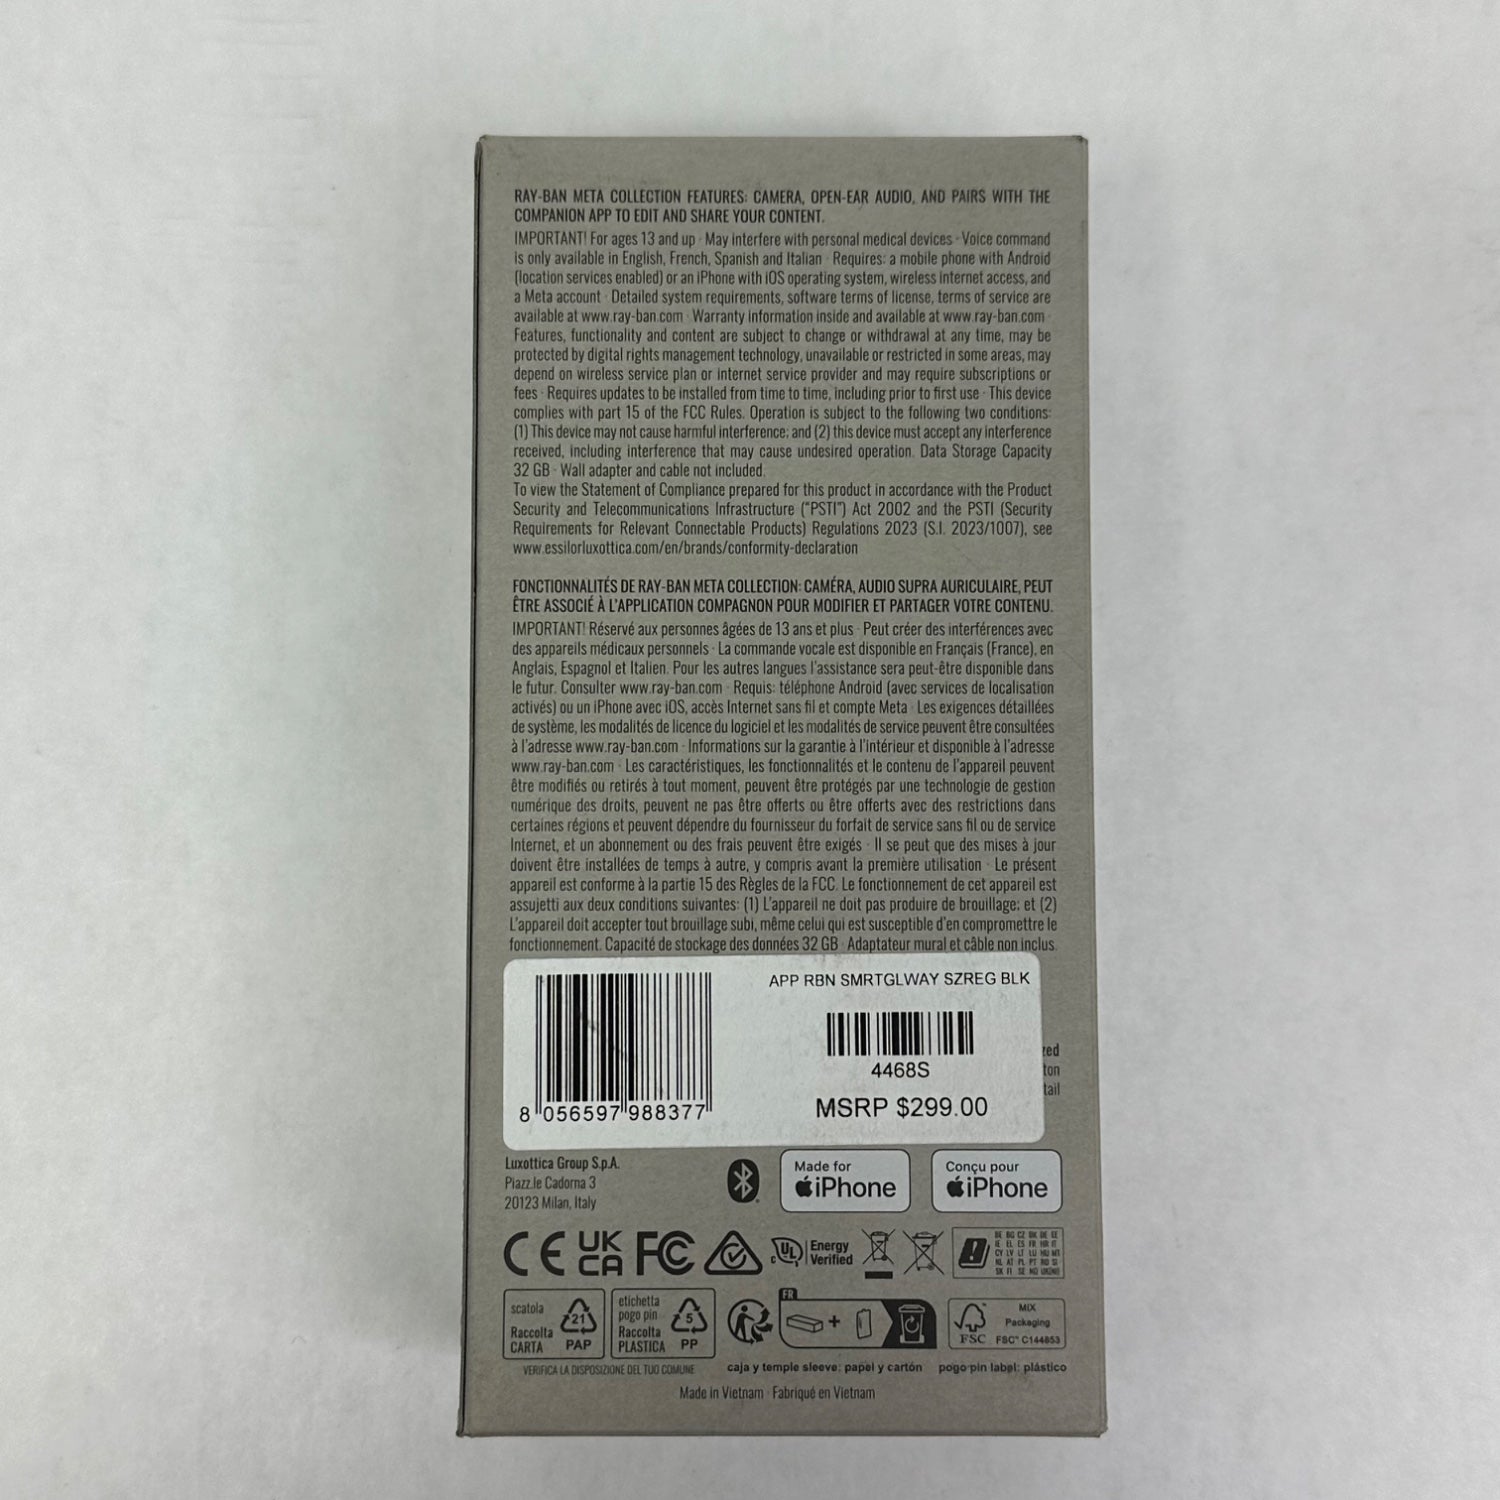 RAY-BAN META COLLECTION FEATURES: CAMERA, OPEN-EAR AUDIO, AND PAIRS WITH THE
COMPANION APP TO EDIT AND SHARE YOUR CONTENT.
IMPORTANT! For ages 13 and up · May interfere with personal medical devices · Voice command
is only available in English, French, Spanish and Italian · Requires: a mobile phone with Android
(location services enabled) or an iPhone with iOS operating system, wireless internet access, and
a Meta account · Detailed system requirements, software terms of license, terms of service are
available at www.ray-ban.com · Warranty information inside and available at www.ray-ban.com ·
Features, functionality and content are subject to change or withdrawal at any time, may be
protected by digital rights management technology, unavailable or restricted in some areas, may
depend on wireless service plan or internet service provider and may require subscriptions or
fees · Requires updates to be installed from time to time, including prior to first use · This device
complies with part 15 of the FCC Rules. Operation is subject to the following two conditions:
(1) This device may not cause harmful interference; and (2) this device must accept any interference
received, including interference that may cause undesired operation. Data Storage Capacity
32 GB · Wall adapter and cable not included.
To view the Statement of Compliance prepared for this product in accordance with the Product
Security and Telecommunications Infrastructure ("PSTI") Act 2002 and the PSTI (Security
Requirements for Relevant Connectable Products) Regulations 2023 (S.I. 2023/1007), see
www.essilorluxottica.com/en/brands/conformity-declaration
FONCTIONNALITÉS DE RAY-BAN META COLLECTION: CAMÉRA, AUDIO SUPRA AURICULAIRE, PEUT
ÊTRE ASSOCIÉ À L'APPLICATION COMPAGNON POUR MODIFIER ET PARTAGER VOTRE CONTENU.
IMPORTANT! Réservé aux personnes âgées de 13 ans et plus · Peut créer des interférences avec
des appareils médicaux personnels · La commande vocale est disponible en Français (France), en
Anglais, Espagnol et Italien. Pour les autres langues l'assistance sera peut-être disponible dans
le futur. Consulter www.ray-ban.com · Requis: téléphone Android (avec services de localisation
activés) ou un iPhone avec iOS, accès Internet sans fil et compte Meta · Les exigences détaillées
de système, les modalités de licence du logiciel et les modalités de service peuvent être consultées
à l'adresse www.ray-ban.com · Informations sur la garantie à l'intérieur et disponible à l'adresse
www.ray-ban.com · Les caractéristiques, les fonctionnalités et le contenu de l'appareil peuvent
être modifiés ou retirés à tout moment, peuvent être protégés par une technologie de gestion
numérique des droits, peuvent ne pas être offerts ou être offerts avec des restrictions dans
certaines régions et peuvent dépendre du fournisseur du forfait de service sans fil ou de service
Internet, et un abonnement ou des frais peuvent être exigés · Il se peut que des mises à jour
doivent être installées de temps à autre, y compris avant la première utilisation · Le présent
appareil est conforme à la partie 15 des Règles de la FCC. Le fonctionnement de cet appareil est
assujetti aux deux conditions suivantes: (1) L'appareil ne doit pas produire de brouillage; et (2)
L'appareil doit accepter tout brouillage subi, même celui qui est susceptible d'en compromettre le
fonctionnement. Capacité de stockage des données 32 GB · Adaptateur mural et câble non inclus.
APP RBN SMRTGLWAY SZREG BLK
4468S
8 056597 988377
MSRP $299.00
zed
ton
tail
Luxottica Group S.p.A.
Piazz.le Cadorna 3
20123 Milan, Italy
Made for
iPhone
Conçu pour
iPhone
CE UK CA FC
c UL Energy Verified
scatola
Raccolta
CARTA
21
PAP
etichetta
pogo pin
Raccolta
PLASTICA
5
PP
FR
+
FSC
MIX
Packaging
FSC® C144853
VERIFICA LA DISPOSIZIONE DEL TUO COMUNE
caja y temple sleeve: papel y cartón
pogo pin label: plástico
Made in Vietnam · Fabriqué en Vietnam